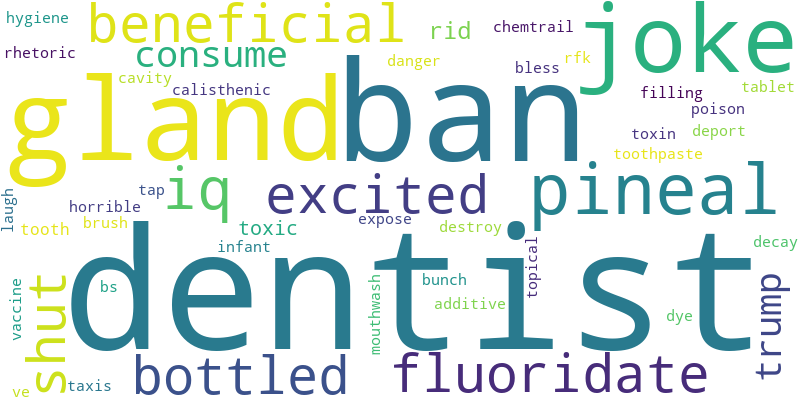 hygiene
beneficial
rid
chemtrail
joke
rhetoric
consume
danger
rfk
bless
cavity
calisthenic
gland
ban
filling
tablet
poison
toxin
deport
toothpaste
iq
excited
pineal
tap
horrible
laugh
tooth
brush
toxic
expose
destroy
infant
dentist
topical
decay
vaccine
shut
bs
mouthwash
bunch
additive
dye
trump
bottled
fluoridate
ve
taxis